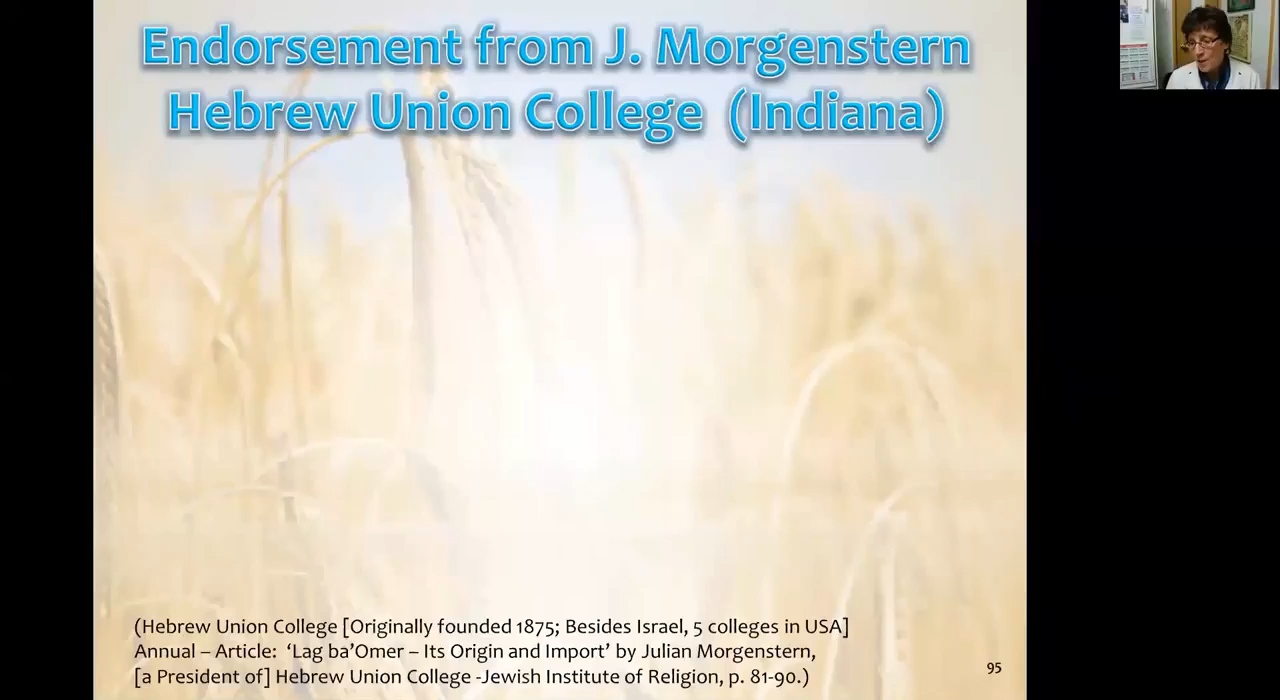 Endorsement from J. Morgenstern
Hebrew Union College (Indiana)
(Hebrew Union College [Originally founded 1875; Besides Israel, 5 colleges in USA]
Annual – Article: ‘Lag ba’Omer – Its Origin and Import’ by Julian Morgenstern,
[a President of] Hebrew Union College -Jewish Institute of Religion, p. 81-90.)
95